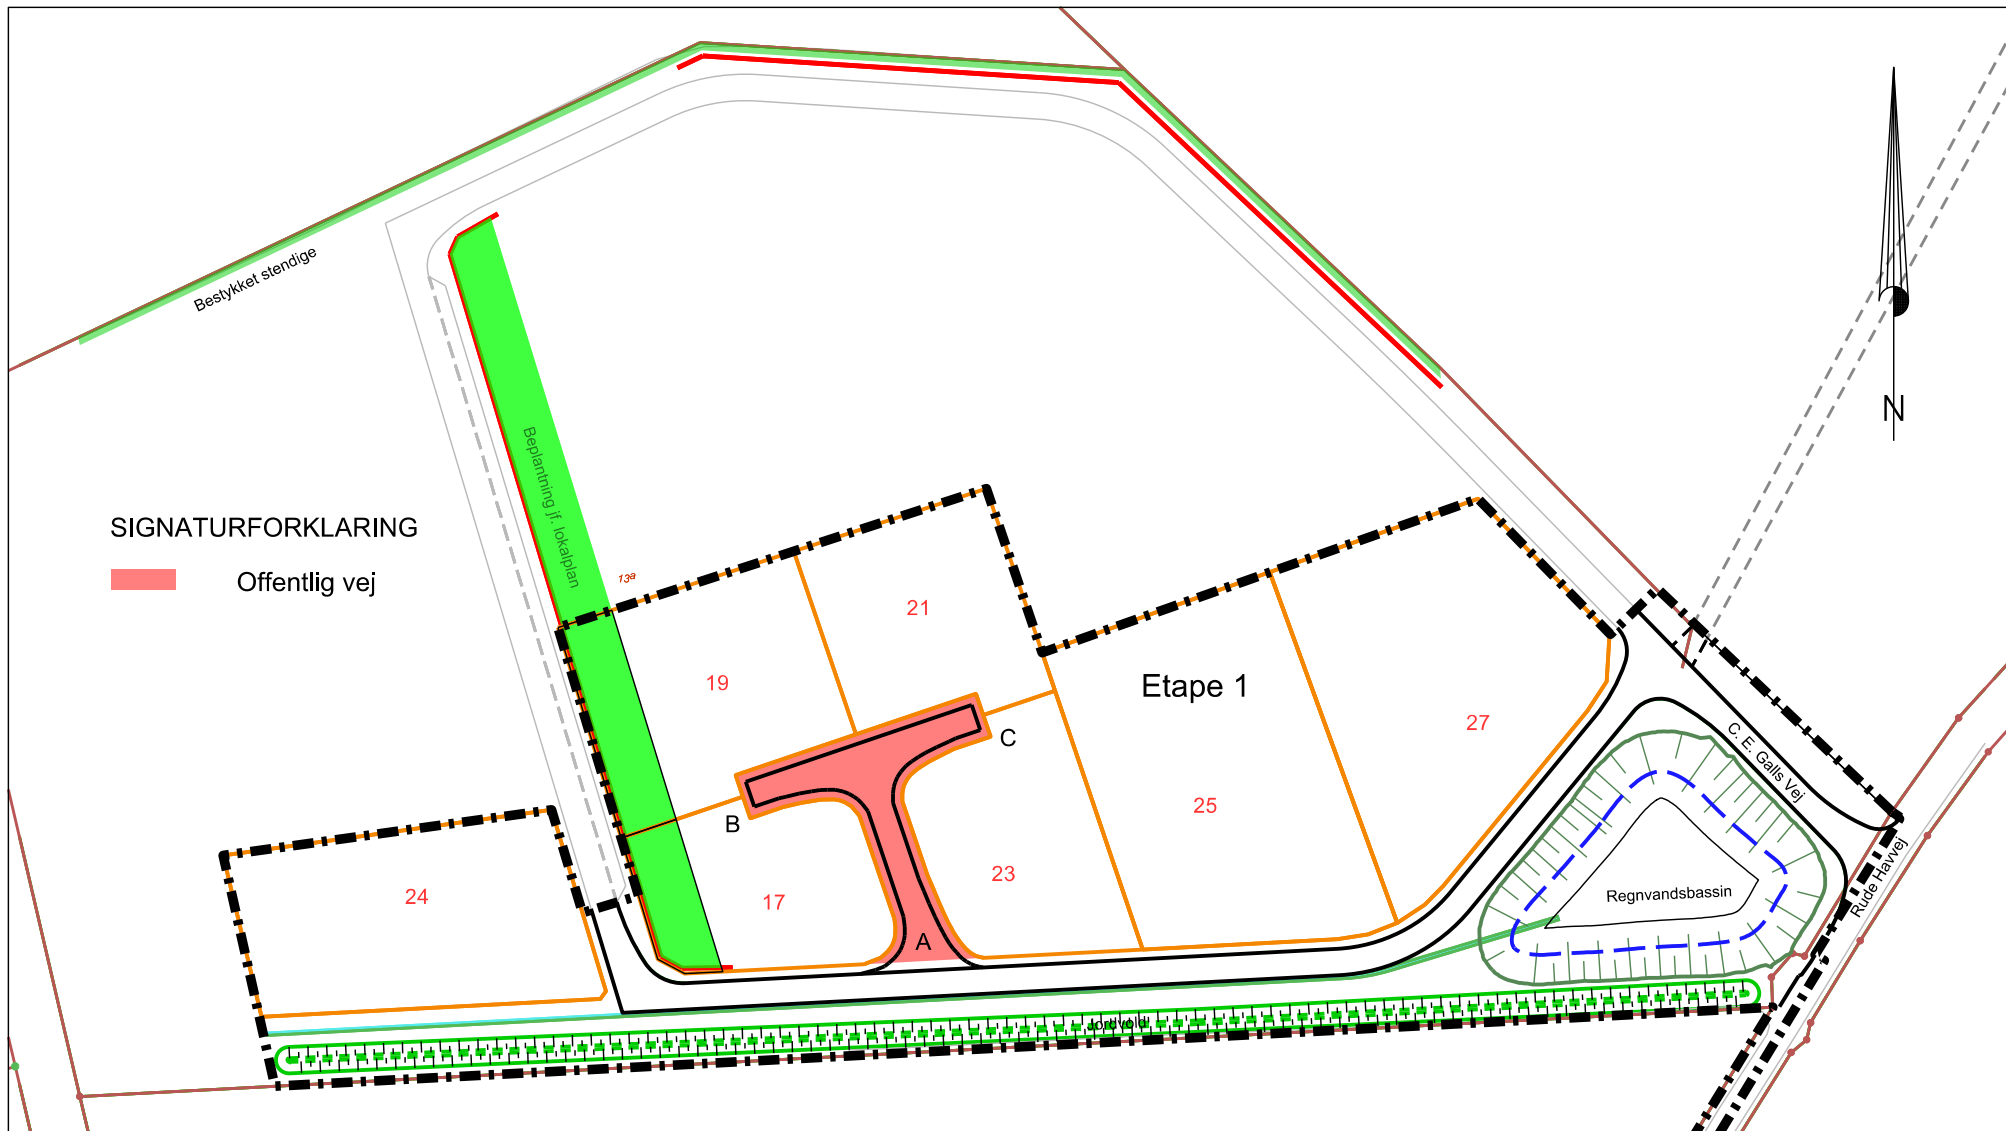 Bestykket stendige
N
Beplantning jf. lokalplan
SIGNATURFORKLARING
Offentlig vej
13a
21
19
Etape 1
27
C
C. E. Galls Vej
25
B
23
17
24
A
Regnvandsbassin
Rude Havvej
Jordvold